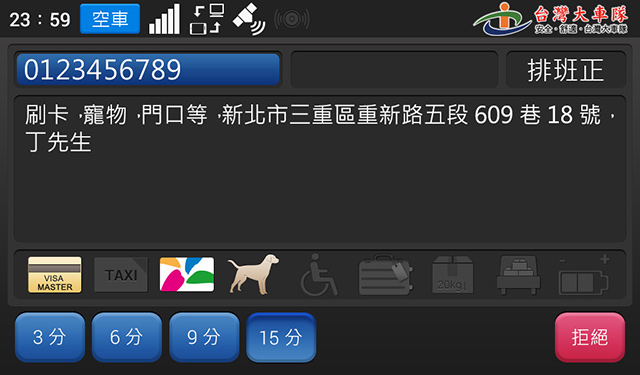 23：59 空車 台灣大車隊
安全．舒適．台灣大車隊
0123456789 排班正
刷卡，寵物，門口等，新北市三重區重新路五段 609 巷 18 號，
丁先生
VISA
MASTER
TAXI
20kg↓
- +
3 分 6 分 9 分 15 分 拒絕